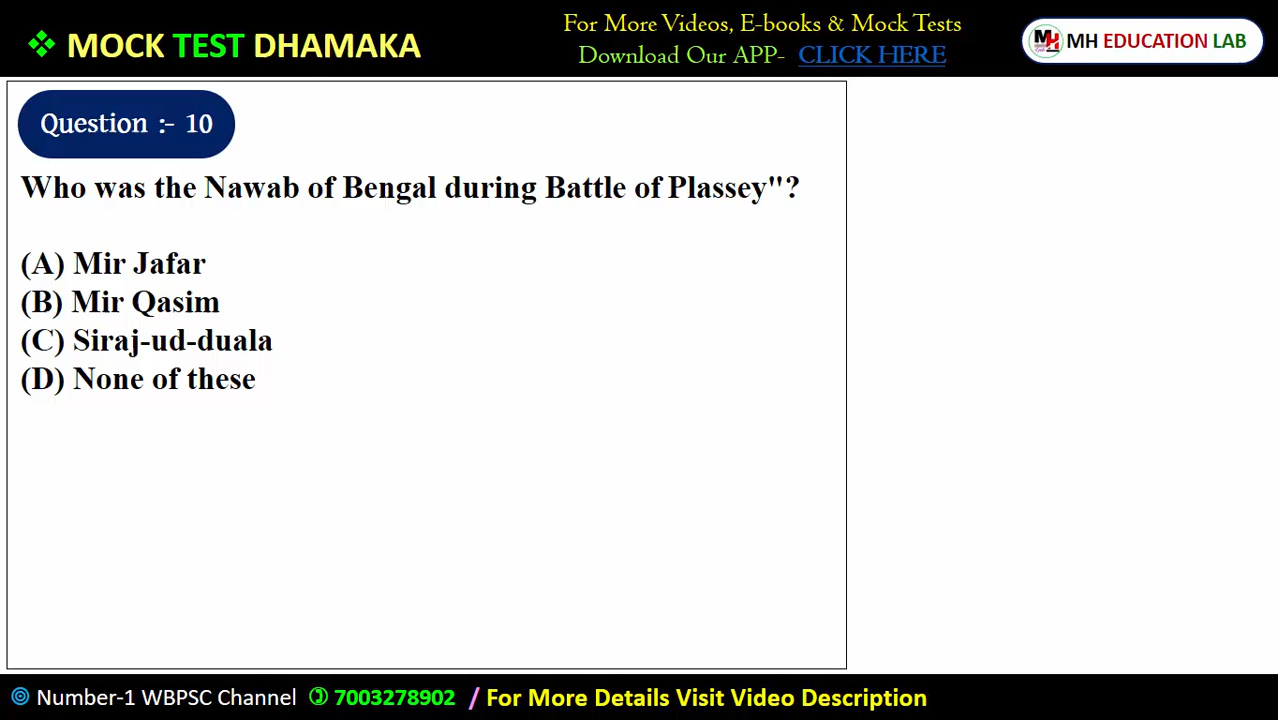 ❖ MOCK TEST DHAMAKA
For More Videos, E-books & Mock Tests
Download Our APP- CLICK HERE
MH EDUCATION LAB
Question :- 10
Who was the Nawab of Bengal during Battle of Plassey"?
(A) Mir Jafar
(B) Mir Qasim
(C) Siraj-ud-duala
(D) None of these
Number-1 WBPSC Channel ✆ 7003278902 / For More Details Visit Video Description